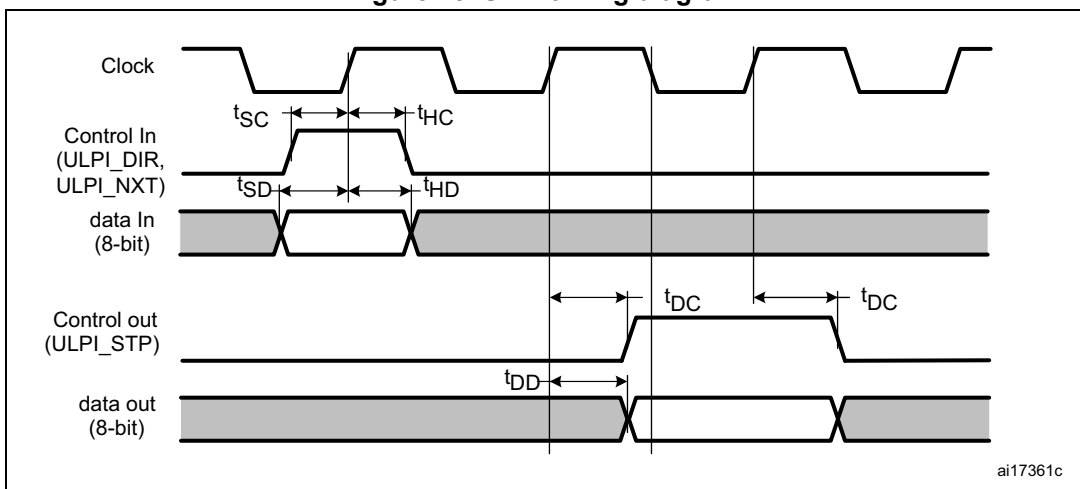 Clock
tSC
tHC
Control In
(ULPI_DIR,
ULPI_NXT)
tSD
tHD
data In
(8-bit)
tDC
tDC
Control out
(ULPI_STP)
tDD
data out
(8-bit)
ai17361c